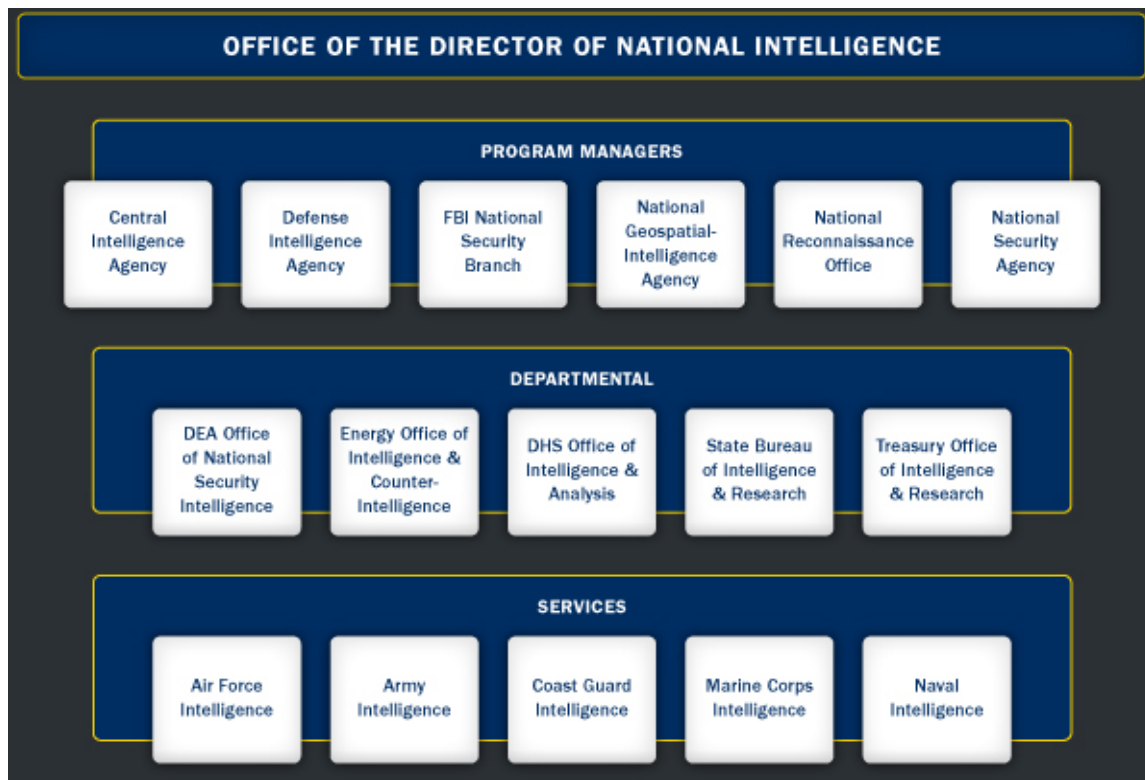 OFFICE OF THE DIRECTOR OF NATIONAL INTELLIGENCE
PROGRAM MANAGERS
Central
Intelligence
Agency
Defense
Intelligence
Agency
FBI National
Security
Branch
National
Geospatial-
Intelligence
Agency
National
Reconnaissance
Office
National
Security
Agency
DEPARTMENTAL
DEA Office
of National
Security
Intelligence
Energy Office of
Intelligence &
Counter-
Intelligence
DHS Office of
Intelligence &
Analysis
State Bureau
of Intelligence
& Research
Treasury Office
of Intelligence
& Research
SERVICES
Air Force
Intelligence
Army
Intelligence
Coast Guard
Intelligence
Marine Corps
Intelligence
Naval
Intelligence